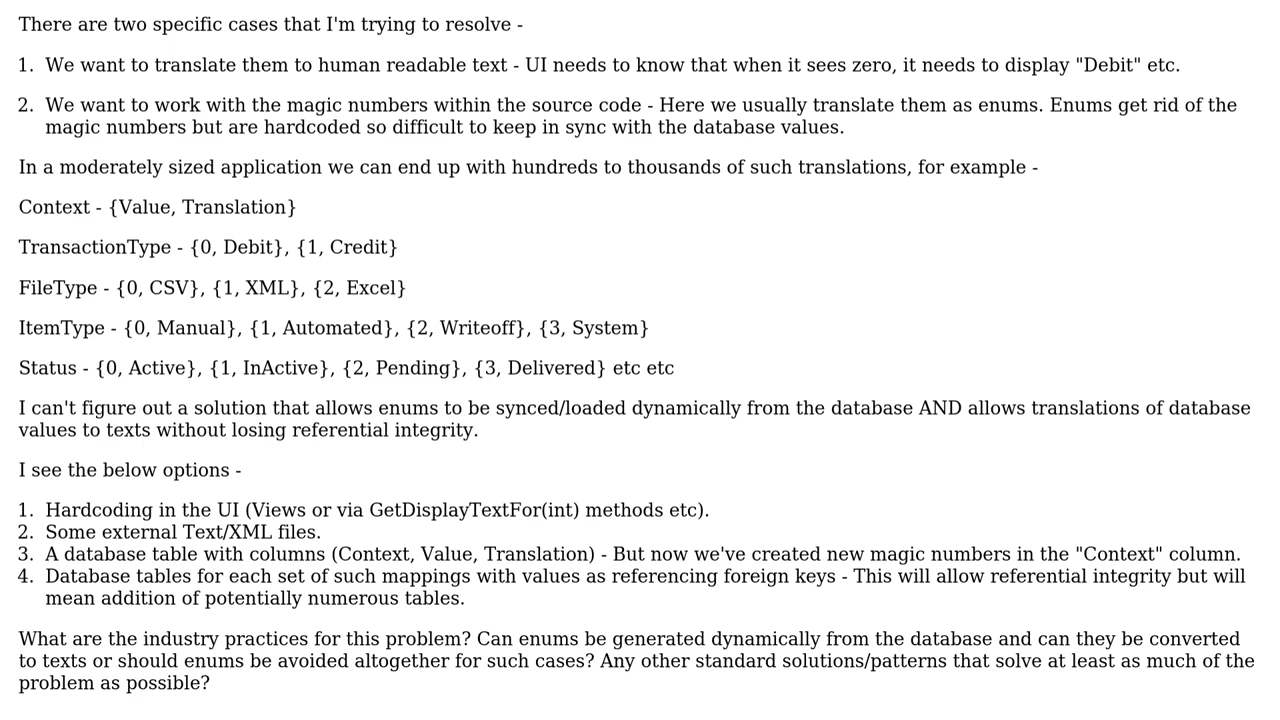 There are two specific cases that I'm trying to resolve -
1. We want to translate them to human readable text - UI needs to know that when it sees zero, it needs to display "Debit" etc.
2. We want to work with the magic numbers within the source code - Here we usually translate them as enums. Enums get rid of the
magic numbers but are hardcoded so difficult to keep in sync with the database values.
In a moderately sized application we can end up with hundreds to thousands of such translations, for example -
Context - {Value, Translation}
TransactionType - {0, Debit}, {1, Credit}
FileType - {0, CSV}, {1, XML}, {2, Excel}
ItemType - {0, Manual}, {1, Automated}, {2, Writeoff}, {3, System}
Status - {0, Active}, {1, InActive}, {2, Pending}, {3, Delivered} etc etc
I can't figure out a solution that allows enums to be synced/loaded dynamically from the database AND allows translations of database
values to texts without losing referential integrity.
I see the below options -
1. Hardcoding in the UI (Views or via GetDisplayTextFor(int) methods etc).
2. Some external Text/XML files.
3. A database table with columns (Context, Value, Translation) - But now we've created new magic numbers in the "Context" column.
4. Database tables for each set of such mappings with values as referencing foreign keys - This will allow referential integrity but will
mean addition of potentially numerous tables.
What are the industry practices for this problem? Can enums be generated dynamically from the database and can they be converted
to texts or should enums be avoided altogether for such cases? Any other standard solutions/patterns that solve at least as much of the
problem as possible?